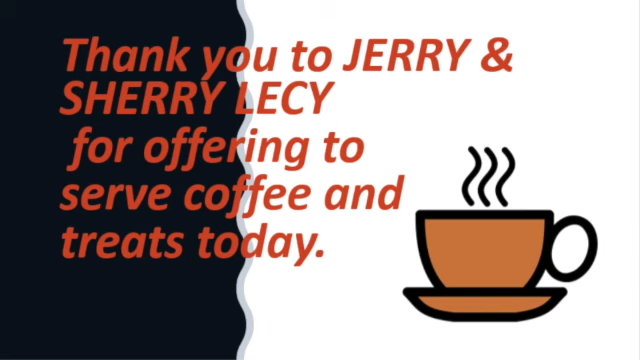 Thank you to JERRY &
SHERRY LECY
for offering to
serve coffee and
treats today.